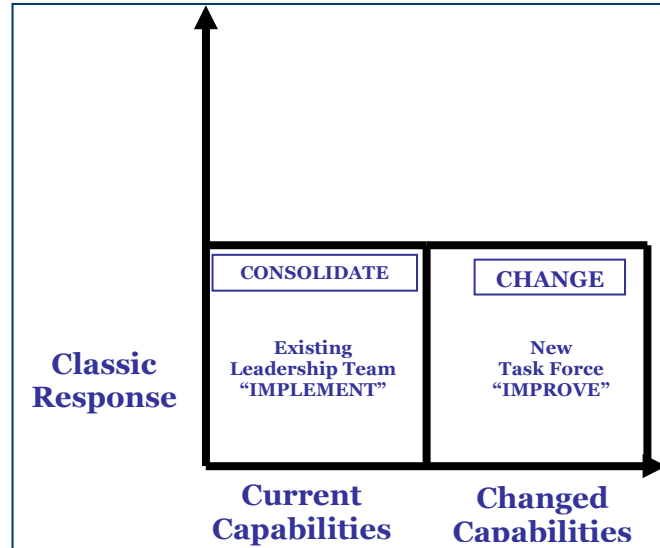 CONSOLIDATE
CHANGE
Existing
Leadership Team
“IMPLEMENT”
New
Task Force
“IMPROVE”
Classic
Response
Current
Capabilities
Changed
Capabilities